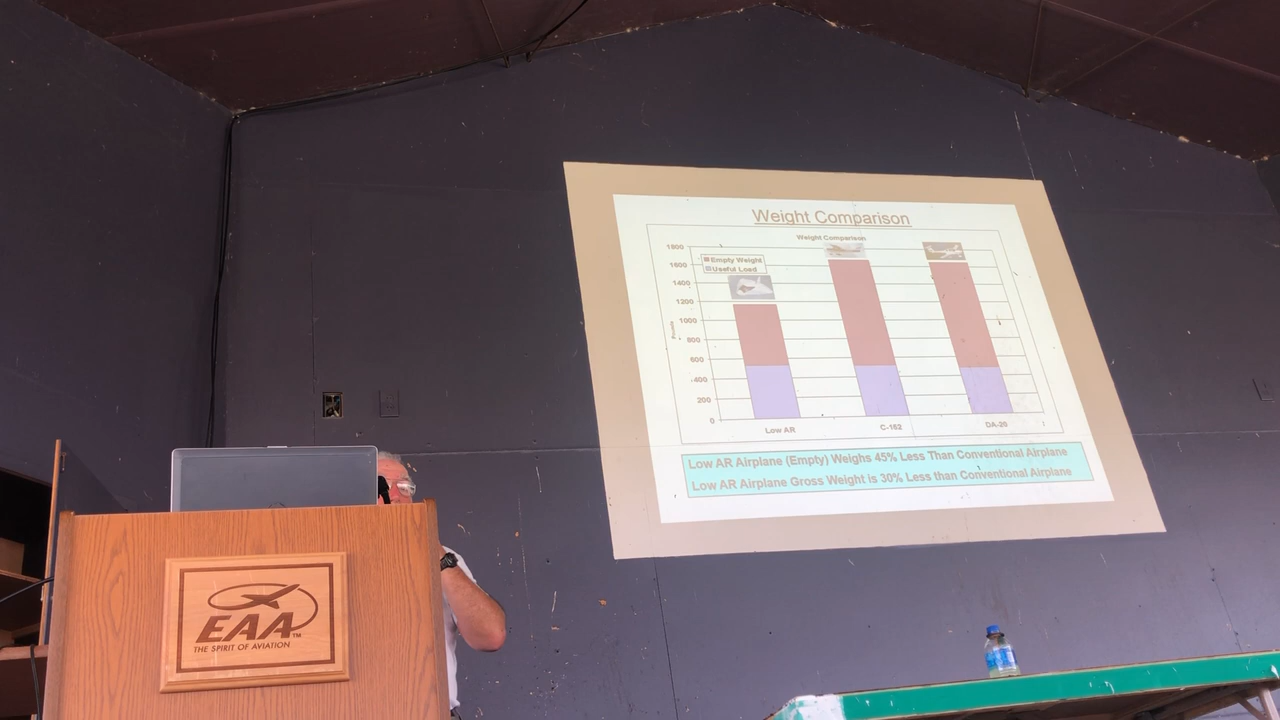 Weight Comparison
Weight Comparison
1800
1600
1400
1200
1000
800
600
400
200
0
Pounds
Empty Weight
Useful Load
Low AR
C-152
DA-20
Low AR Airplane (Empty) Weighs 45% Less Than Conventional Airplane
Low AR Airplane Gross Weight is 30% Less than Conventional Airplane
EAA™
THE SPIRIT OF AVIATION